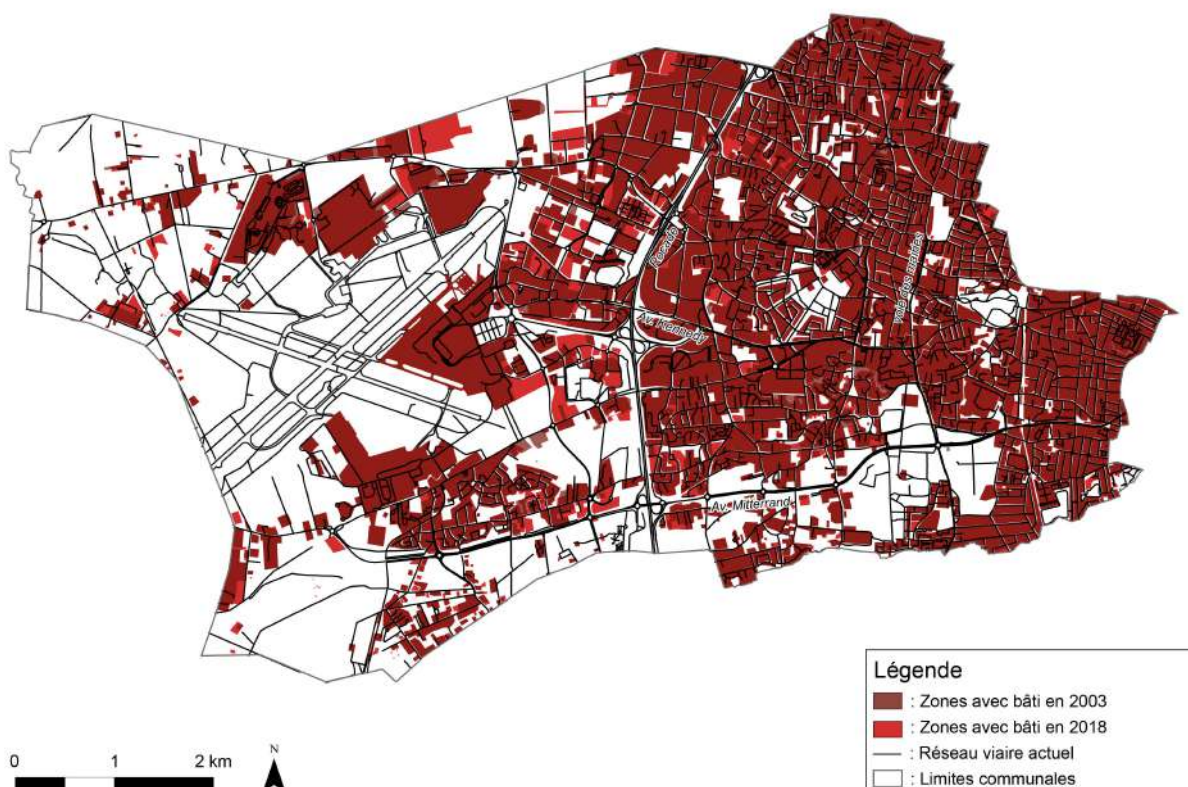 Rocade
Av. Kennedy
voie des mairies
Av. Mitterrand
Légende
: Zones avec bâti en 2003
: Zones avec bâti en 2018
: Réseau viaire actuel
: Limites communales
0 1 2 km
N